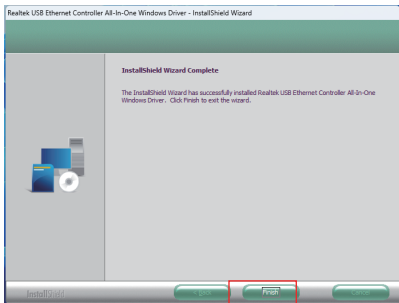 Realtek USB Ethernet Controller All-In-One Windows Driver - InstallShield Wizard
InstallShield Wizard Complete
The InstallShield Wizard has successfully installed Realtek USB Ethernet Controller All-In-One
Windows Driver. Click Finish to exit the wizard.
InstallShield
< Back
Finish
Cancel